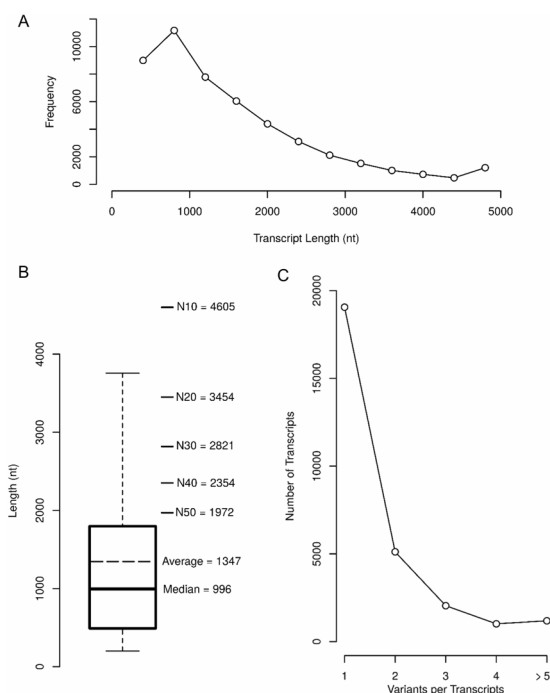 A
Frequency
10000
6000
2000
0
0 1000 2000 3000 4000 5000
Transcript Length (nt)
B
Length (nt)
4000
3000
2000
1000
0
N10 = 4605
N20 = 3454
N30 = 2821
N40 = 2354
N50 = 1972
Average = 1347
Median = 996
C
Number of Transcripts
20000
15000
10000
5000
0
1 2 3 4 > 5
Variants per Transcripts